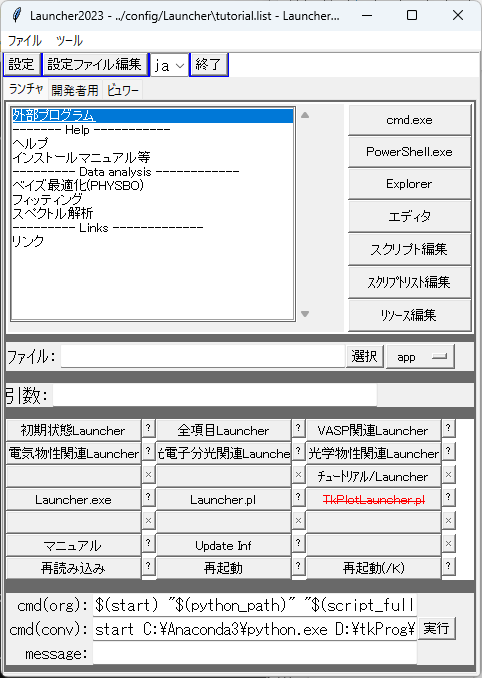 Launcher2023 - ../config/Launcher\tutorial.list - Launcher...
ファイル ツール
設定 設定ファイル編集 ja 終了
ランチャ 開発者用 ビュワー
外部プログラム
------- Help -----------
ヘルプ
インストールマニュアル等
--------- Data analysis ------------
ベイズ最適化(PHYSBO)
フィッティング
スペクトル解析
--------- Links -------------
リンク
cmd.exe
PowerShell.exe
Explorer
エディタ
スクリプト編集
スクリプトリスト編集
リソース編集
ファイル: 選択 app
引数:
初期状態Launcher ? 全項目Launcher ? VASP関連Launcher ?
電気物性関連Launcher ? 電子分光関連Launche ? 光学物性関連Launcher ?
× × チュートリアル/Launcher ×
Launcher.exe ? Launcher.pl ? TkPlotLauncher.pl ?
× × ×
マニュアル ? Update Inf ? ?
再読み込み ? 再起動 ? 再起動(/K) ?
cmd(org): $(start) "$(python_path)" "$(script_full
cmd(conv): start C:\Anaconda3\python.exe D:\tkProg\ 実行
message: